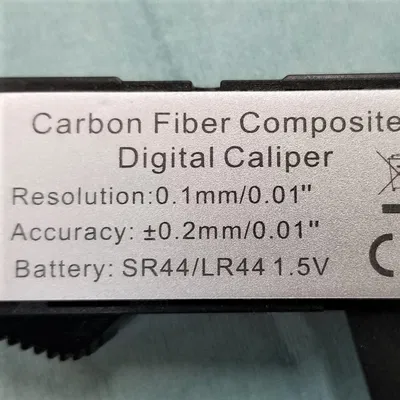 Carbon Fiber Composite
Digital Caliper
Resolution:0.1mm/0.01"
Accuracy: ±0.2mm/0.01"
Battery: SR44/LR44 1.5V